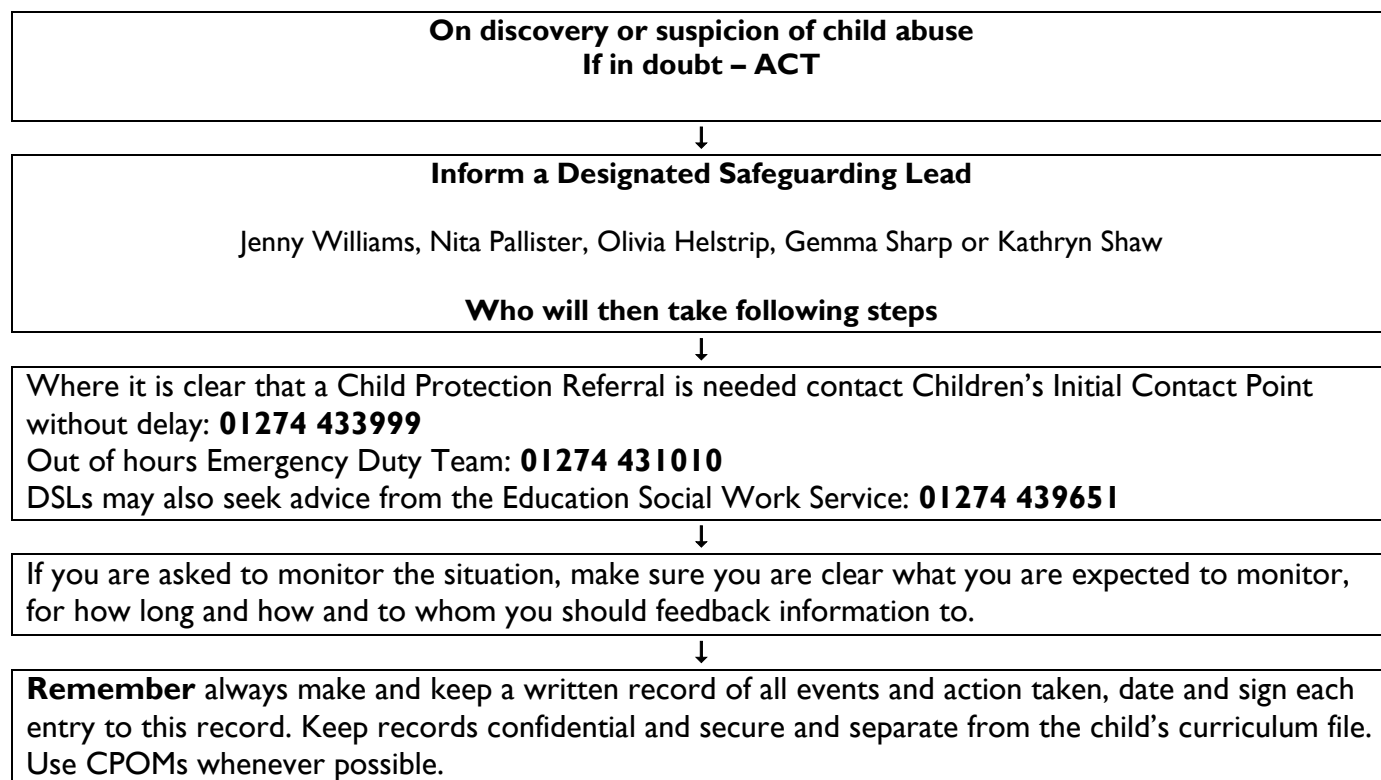 On discovery or suspicion of child abuse
If in doubt – ACT
↓
Inform a Designated Safeguarding Lead
Jenny Williams, Nita Pallister, Olivia Helstrip, Gemma Sharp or Kathryn Shaw
Who will then take following steps
↓
Where it is clear that a Child Protection Referral is needed contact Children’s Initial Contact Point
without delay: 01274 433999
Out of hours Emergency Duty Team: 01274 431010
DSLs may also seek advice from the Education Social Work Service: 01274 439651
↓
If you are asked to monitor the situation, make sure you are clear what you are expected to monitor,
for how long and how and to whom you should feedback information to.
↓
Remember always make and keep a written record of all events and action taken, date and sign each
entry to this record. Keep records confidential and secure and separate from the child’s curriculum file.
Use CPOMs whenever possible.